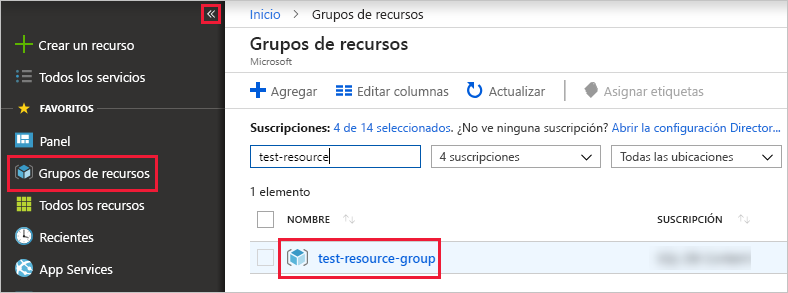 Crear un recurso
Todos los servicios
FAVORITOS
Panel
Grupos de recursos
Todos los recursos
Recientes
App Services
Inicio > Grupos de recursos
Grupos de recursos
Microsoft
Agregar Editar columnas Actualizar Asignar etiquetas
Suscripciones: 4 de 14 seleccionados. ¿No ve ninguna suscripción? Abrir la configuración Director...
test-resource 4 suscripciones Todas las ubicaciones
1 elemento
NOMBRE SUSCRIPCIÓN
test-resource-group